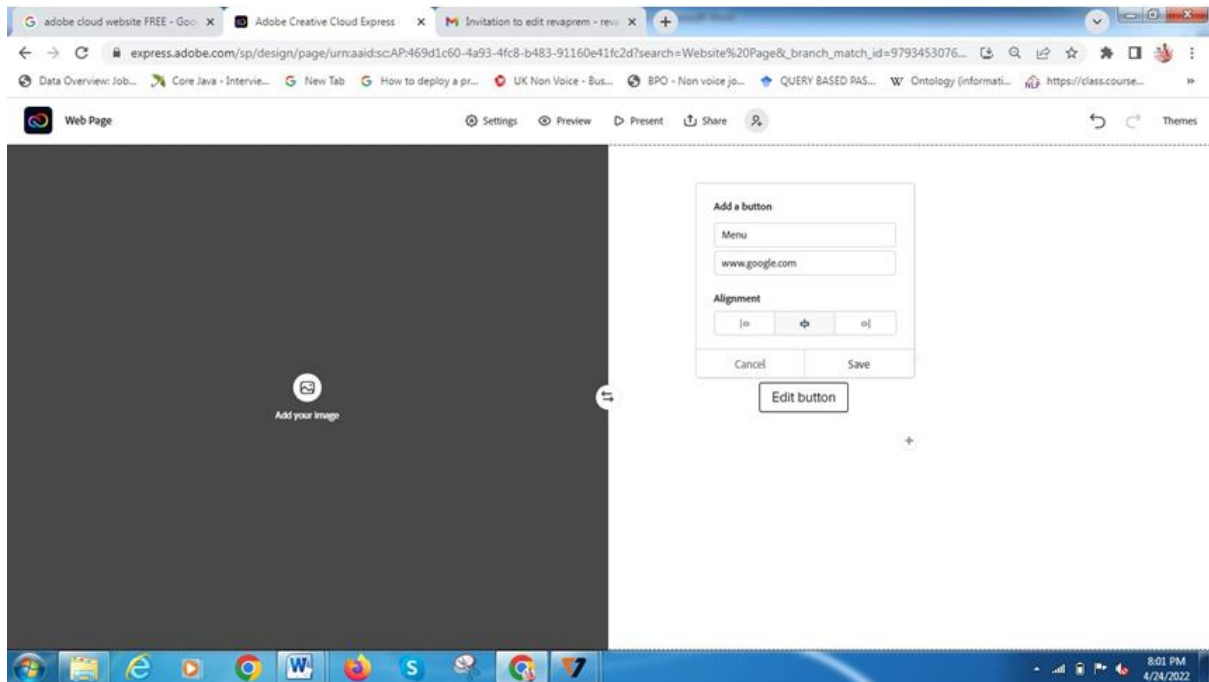 adobe cloud website FREE - Goo
Adobe Creative Cloud Express
Invitation to edit revaprem - reva
express.adobe.com/sp/design/page/urn:aaid:sc:AP:469d1c60-4a93-4fc8-b483-91160e41fc2d?search=Website%20Page&_branch_match_id=9793453076...
Data Overview: Job... Core Java - Intervie... New Tab How to deploy a pr... UK Non Voice - Bus... BPO - Non voice jo... QUERY BASED PAS... Ontology (informati... https://class.course... »
Web Page Settings Preview Present Share Themes
Add a button
Menu
www.google.com
Alignment
Cancel Save
Add your image
Edit button
8:01 PM
4/24/2022